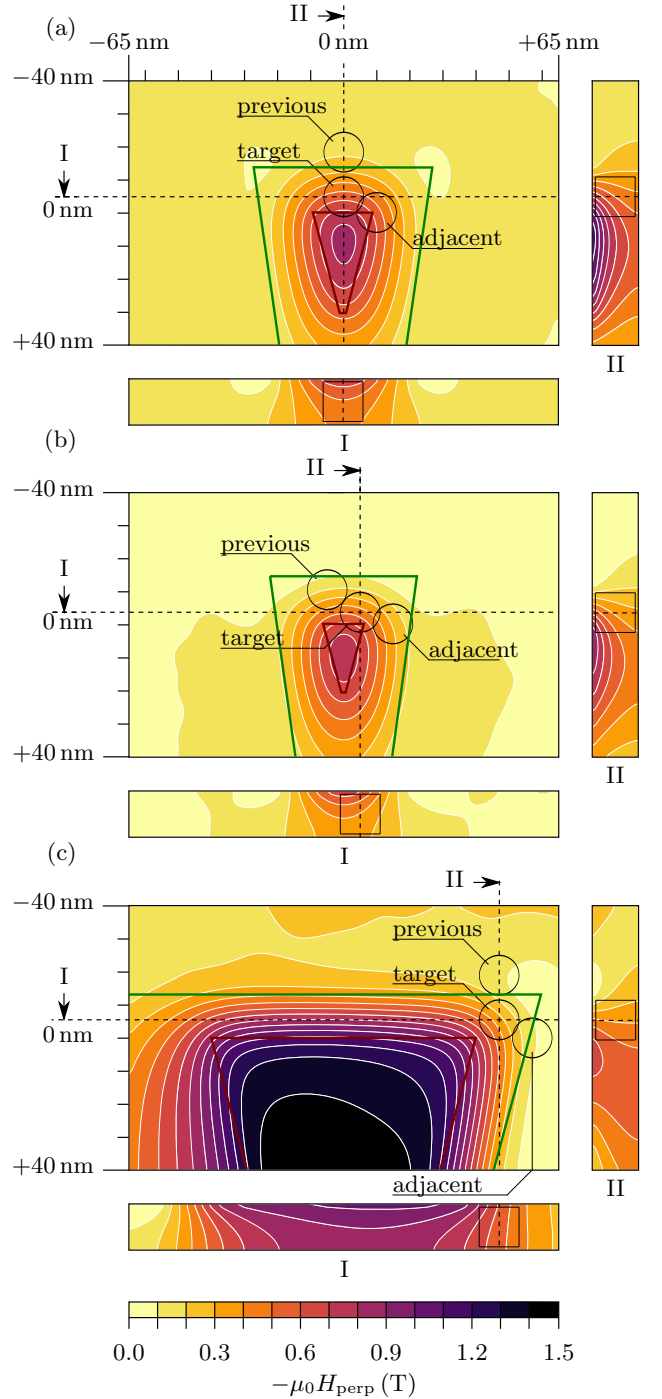 (a)
II
−65 nm 0 nm +65 nm
−40 nm
previous
I
target
0 nm
adjacent
+40 nm
II
I
(b)
II
−40 nm
previous
I
0 nm
target
adjacent
+40 nm
II
I
(c)
II
−40 nm
previous
I
target
0 nm
+40 nm
adjacent
II
I
0.0 0.3 0.6 0.9 1.2 1.5
−μ0Hperp (T)